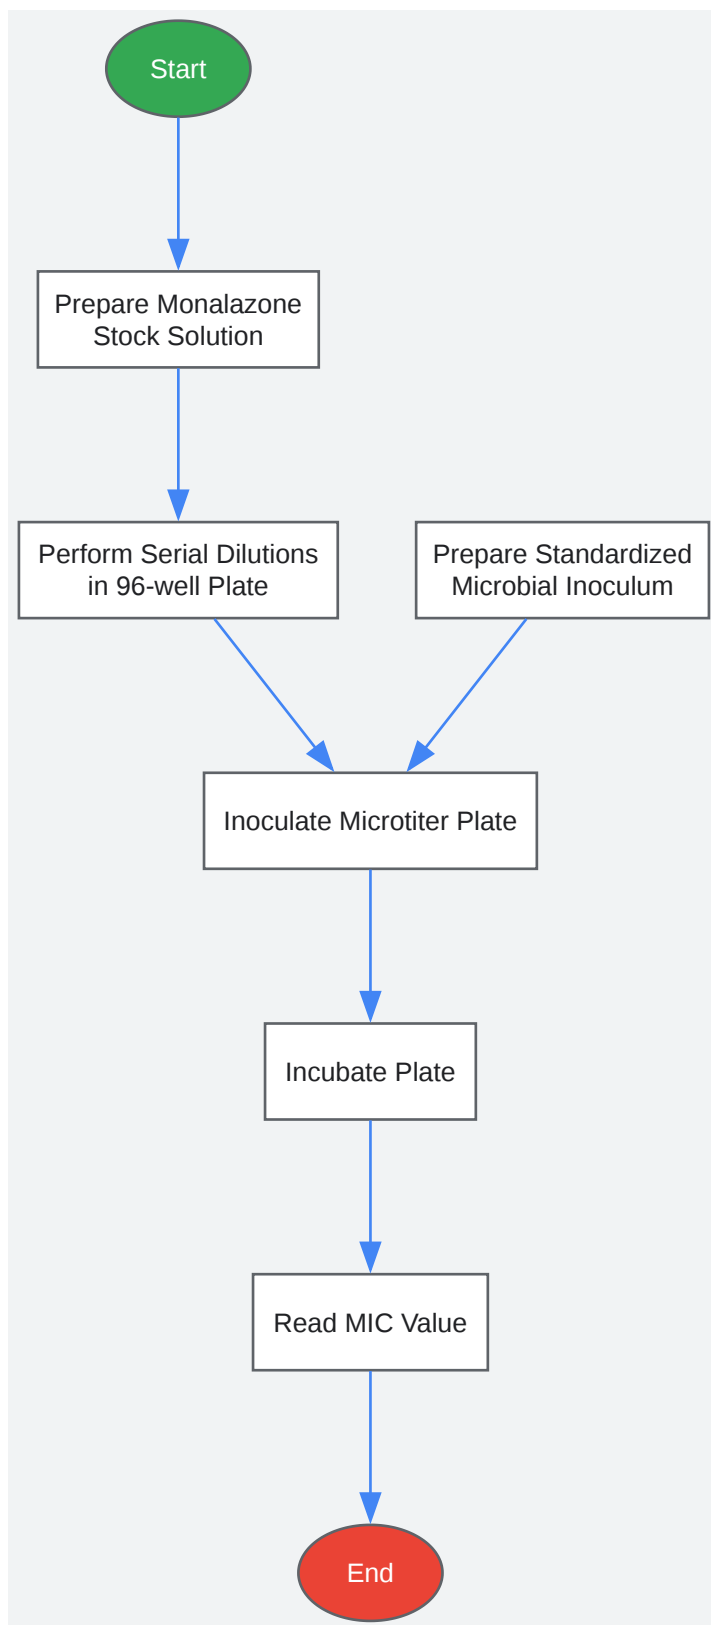 Start
Prepare Monalazone
Stock Solution
Perform Serial Dilutions
in 96-well Plate
Prepare Standardized
Microbial Inoculum
Inoculate Microtiter Plate
Incubate Plate
Read MIC Value
End